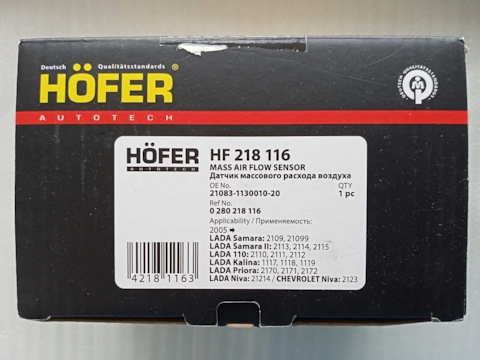 Deutsch Qualitätsstandards
HÖFER®
AUTOTECH
DEUTSCH QUALITÄTSSTANDARDS
HÖFER
AUTOTECH
HF 218 116
MASS AIR FLOW SENSOR
Датчик массового расхода воздуха
OE No. QTY
21083-1130010-20 1 pc
Ref No.
0 280 218 116
Applicability / Применяемость:
2005 ➨
LADA Samara: 2109, 21099
LADA Samara II: 2113, 2114, 2115
LADA 110: 2110, 2111, 2112
LADA Kalina: 1117, 1118, 1119
LADA Priora: 2170, 2171, 2172
LADA Niva: 21214 / CHEVROLET Niva: 2123
42181163